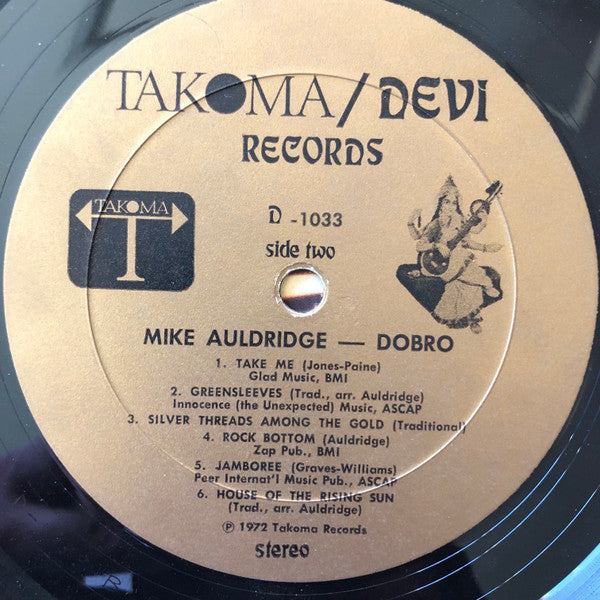 TAKOMA/DEVI
RECORDS
TAKOMA
T
D -1033
side two
MIKE AULDRIDGE — DOBRO
1. TAKE ME (Jones-Paine)
Glad Music, BMI
2. GREENSLEEVES (Trad., arr. Auldridge)
Innocence (the Unexpected) Music, ASCAP
3. SILVER THREADS AMONG THE GOLD (Traditional)
4. ROCK BOTTOM (Auldridge)
Zap Pub., BMI
5. JAMBOREE (Graves-Williams)
Peer Internat'l Music Pub., ASCAP
6. HOUSE OF THE RISING SUN
(Trad., arr. Auldridge)
℗ 1972 Takoma Records
stereo